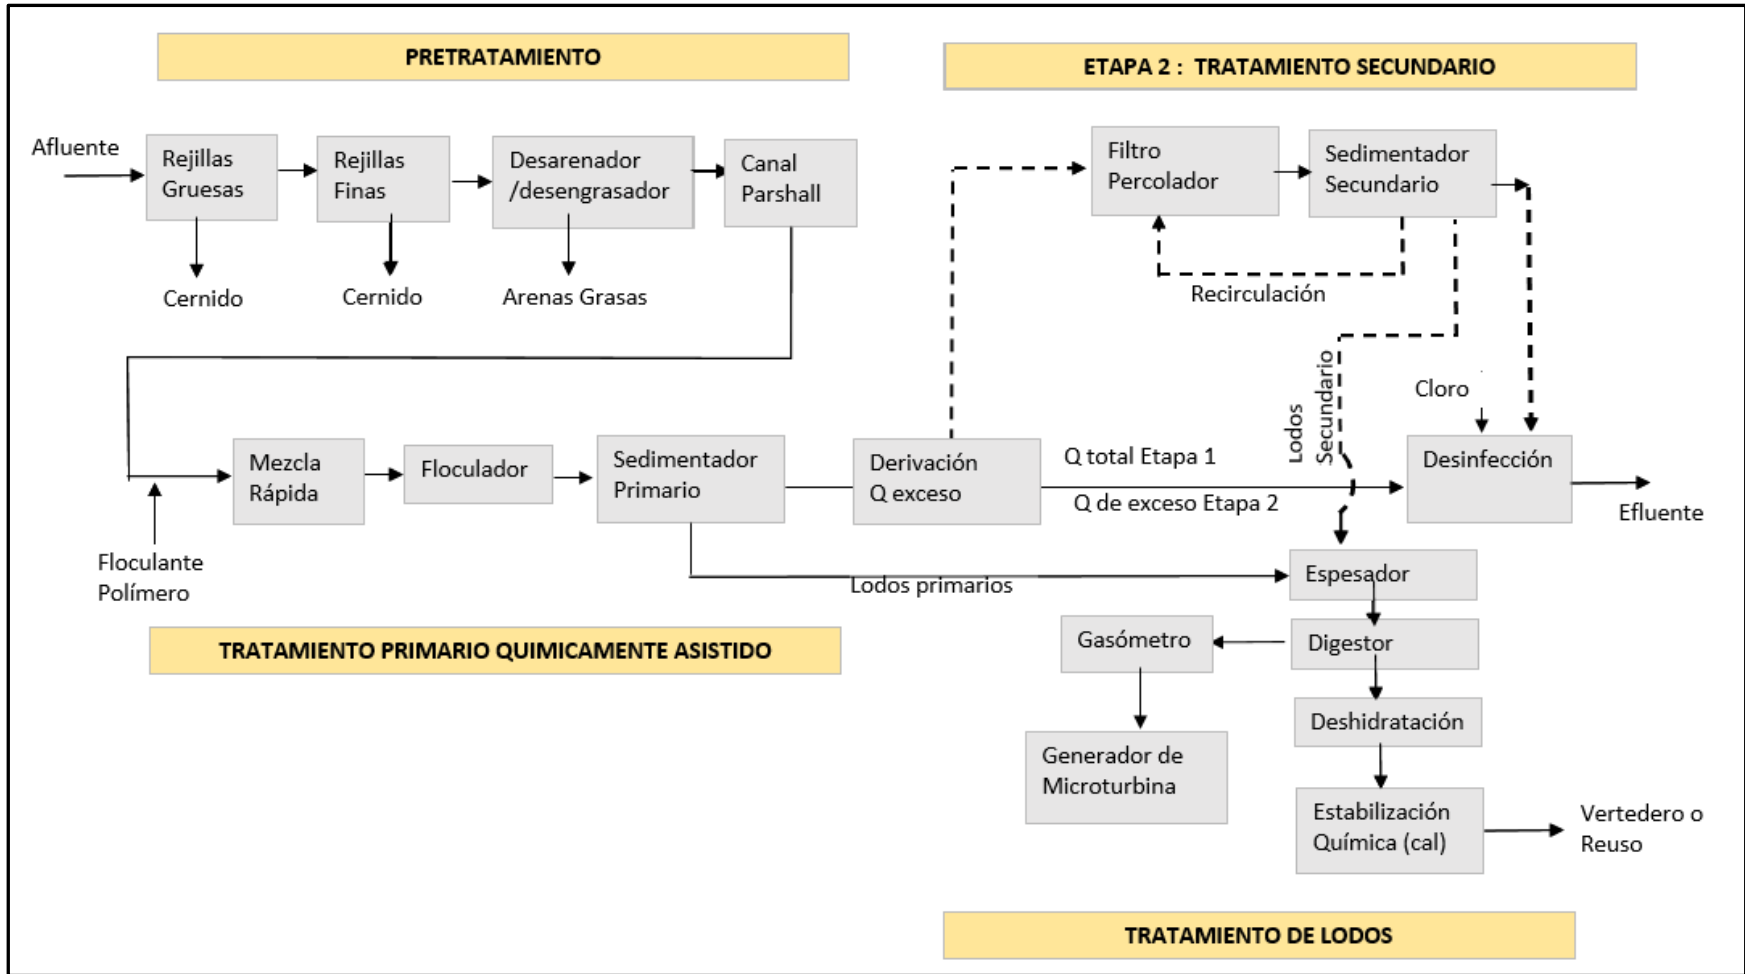 PRETRATAMIENTO
ETAPA 2 : TRATAMIENTO SECUNDARIO
Afluente
Rejillas
Gruesas
Rejillas
Finas
Desarenador
/desengrasador
Canal
Parshall
Filtro
Percolador
Sedimentador
Secundario
Cernido
Cernido
Arenas Grasas
Recirculación
Lodos
Secundario
Cloro
Mezcla
Rápida
Floculador
Sedimentador
Primario
Derivación
Q exceso
Q total Etapa 1
Q de exceso Etapa 2
Desinfección
Efluente
Floculante
Polímero
Lodos primarios
Espesador
TRATAMIENTO PRIMARIO QUIMICAMENTE ASISTIDO
Gasómetro
Digestor
Deshidratación
Generador de
Microturbina
Estabilización
Química (cal)
Vertedero o
Reuso
TRATAMIENTO DE LODOS